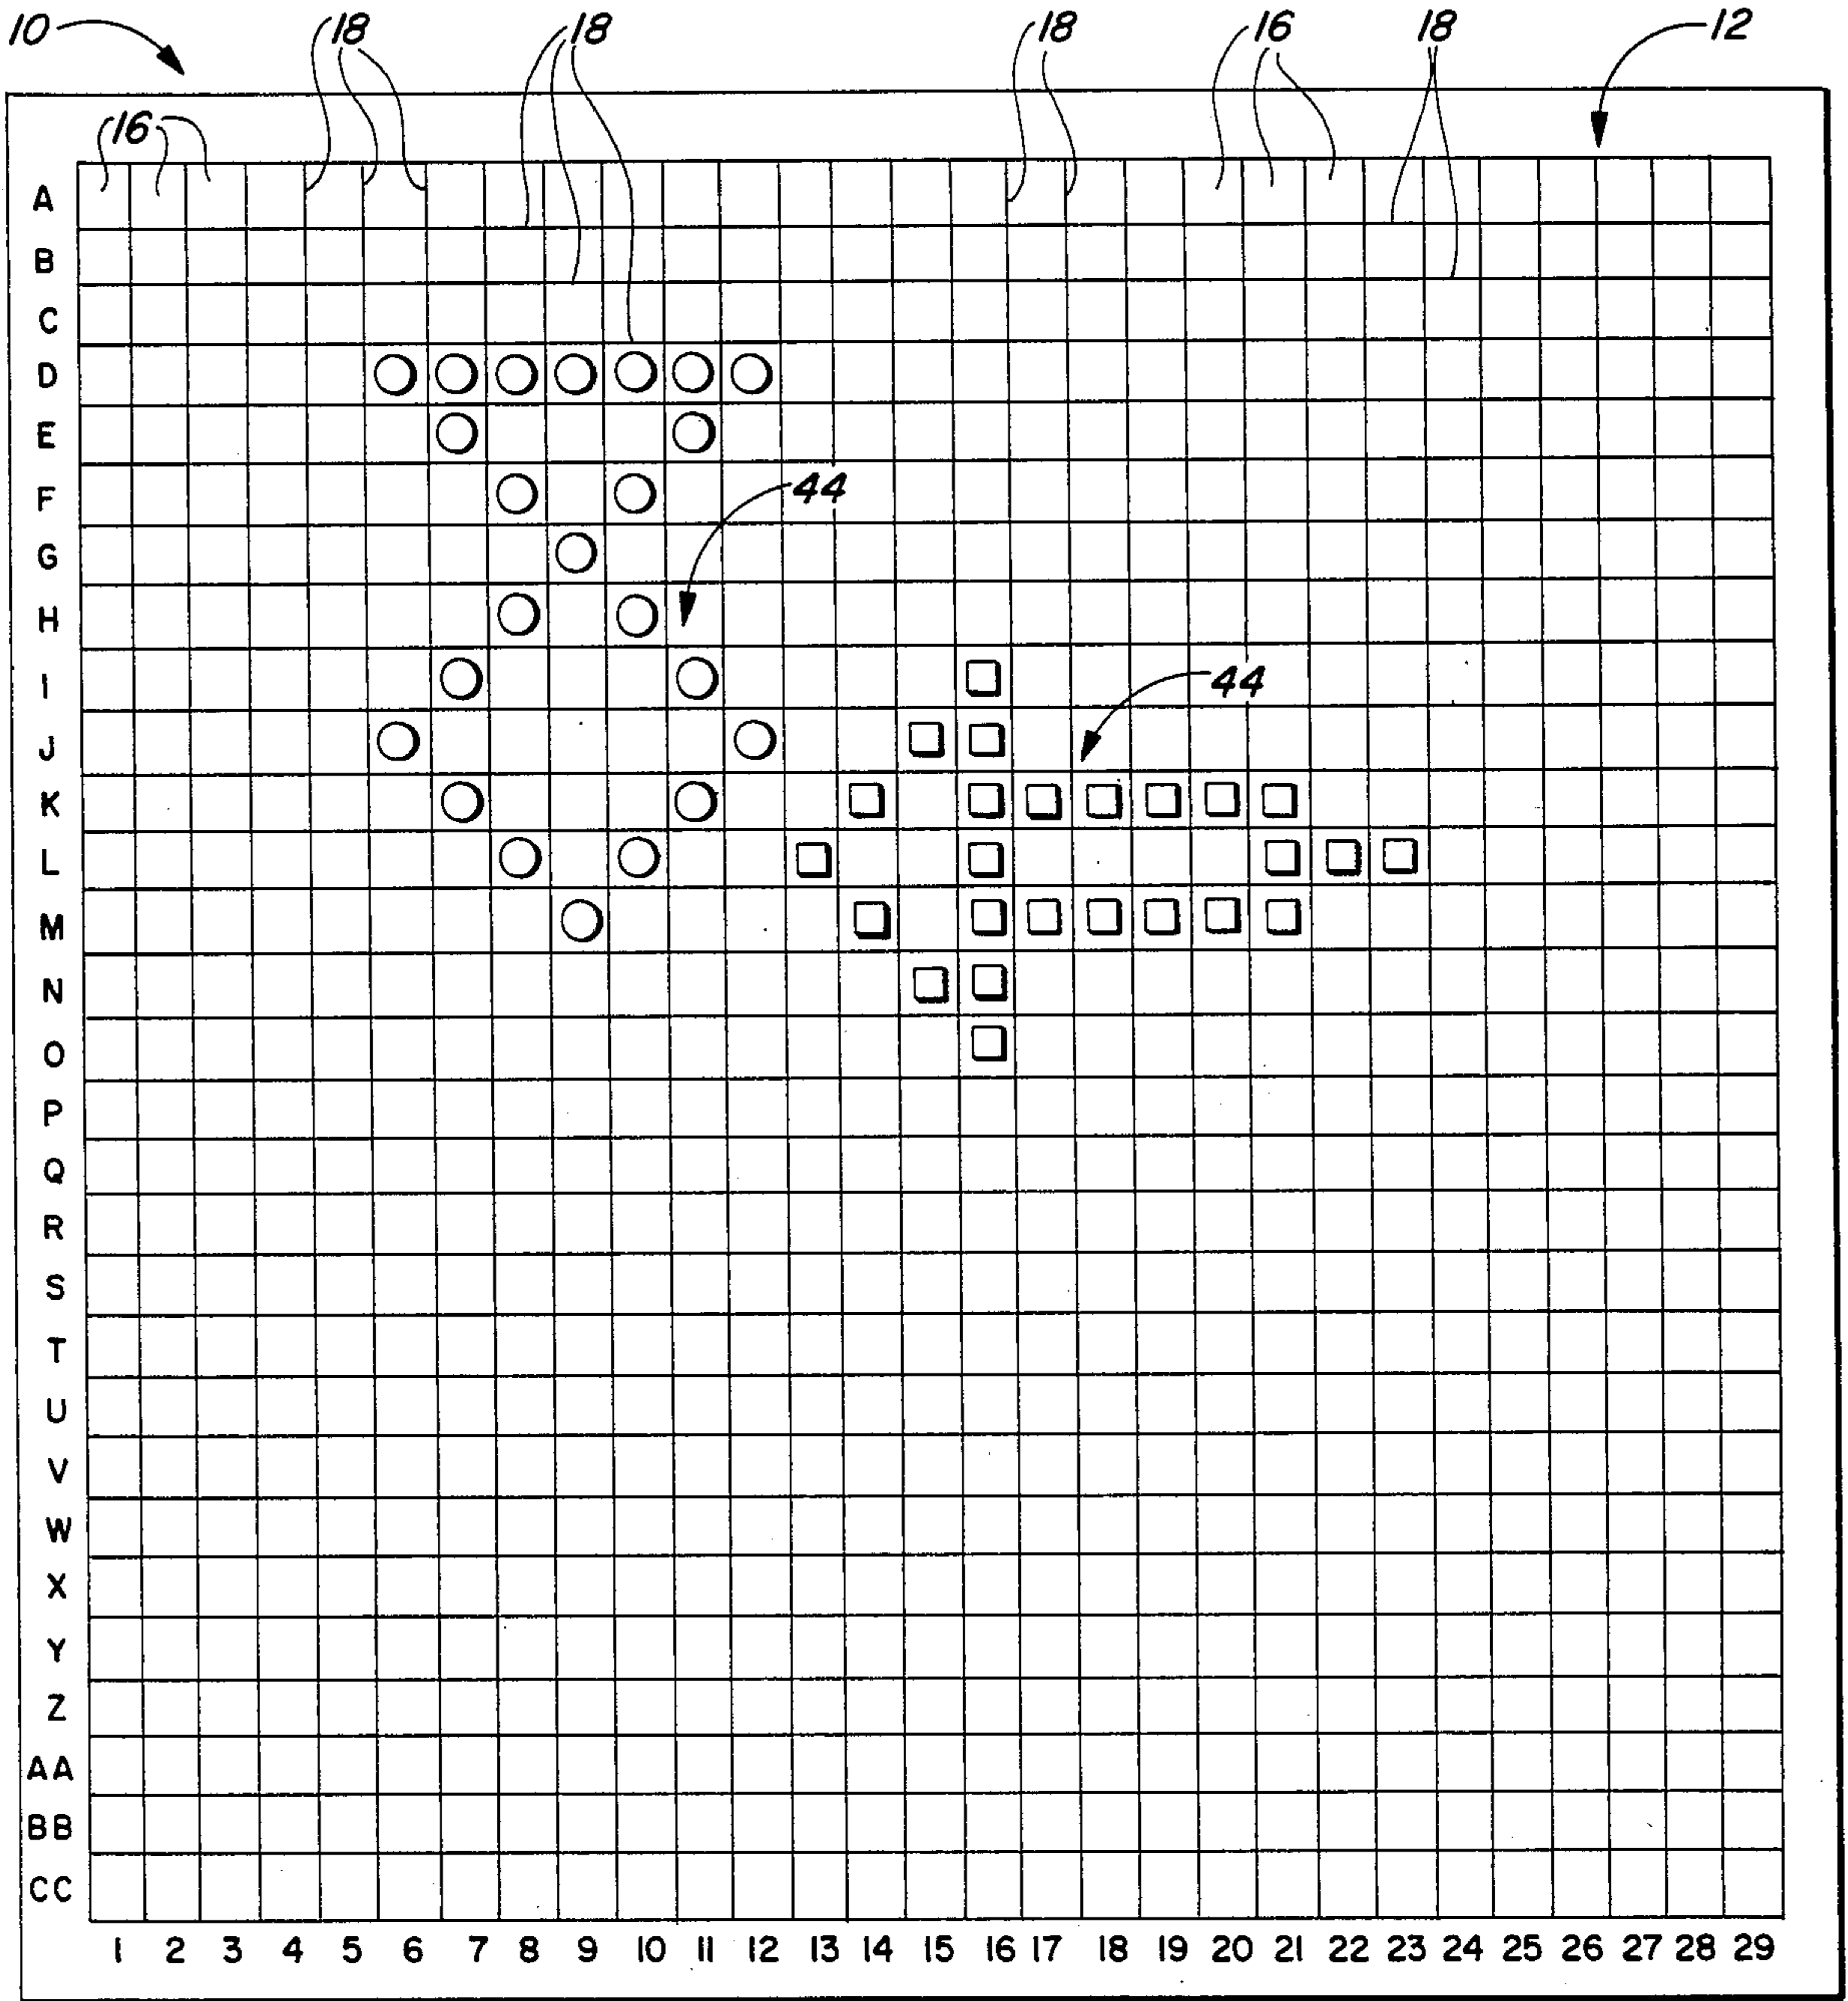 10 18 18 18 16 18 12
16
A
B
C
D
E
F
44
G
H
I
44
J
K
L
M
N
O
P
Q
R
S
T
U
V
W
X
Y
Z
AA
BB
CC
1 2 3 4 5 6 7 8 9 10 11 12 13 14 15 16 17 18 19 20 21 22 23 24 25 26 27 28 29